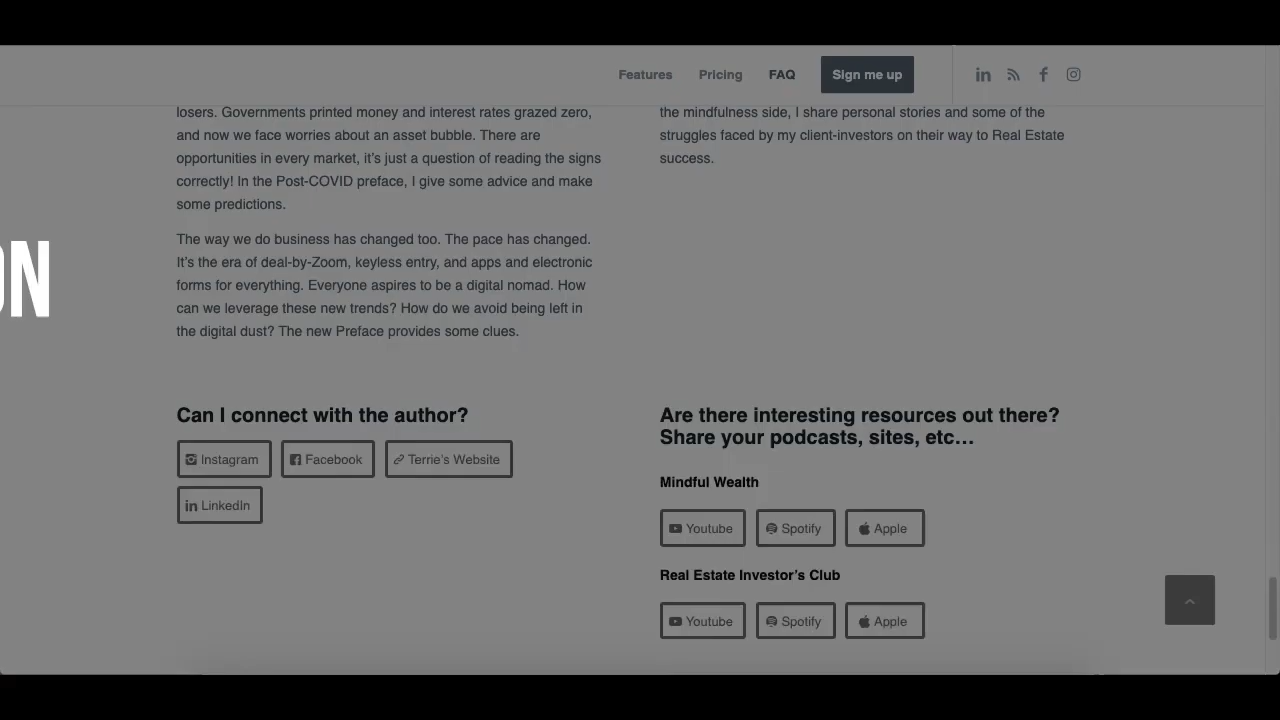 Features Pricing FAQ Sign me up
losers. Governments printed money and interest rates grazed zero,
and now we face worries about an asset bubble. There are
opportunities in every market, it’s just a question of reading the signs
correctly! In the Post-COVID preface, I give some advice and make
some predictions.
The way we do business has changed too. The pace has changed.
It’s the era of deal-by-Zoom, keyless entry, and apps and electronic
forms for everything. Everyone aspires to be a digital nomad. How
can we leverage these new trends? How do we avoid being left in
the digital dust? The new Preface provides some clues.
the mindfulness side, I share personal stories and some of the
struggles faced by my client-investors on their way to Real Estate
success.
ON
Can I connect with the author?
Instagram Facebook Terrie’s Website
LinkedIn
Are there interesting resources out there?
Share your podcasts, sites, etc…
Mindful Wealth
Youtube Spotify Apple
Real Estate Investor’s Club
Youtube Spotify Apple